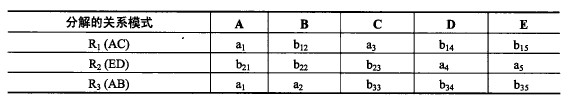 分解的关系模式 A B C D E
R₁ (AC) a₁ b₁₂ a₃ b₁₄ b₁₅
R₂ (ED) b₂₁ b₂₂ b₂₃ a₄ a₅
R₃ (AB) a₁ a₂ b₃₃ b₃₄ b₃₅